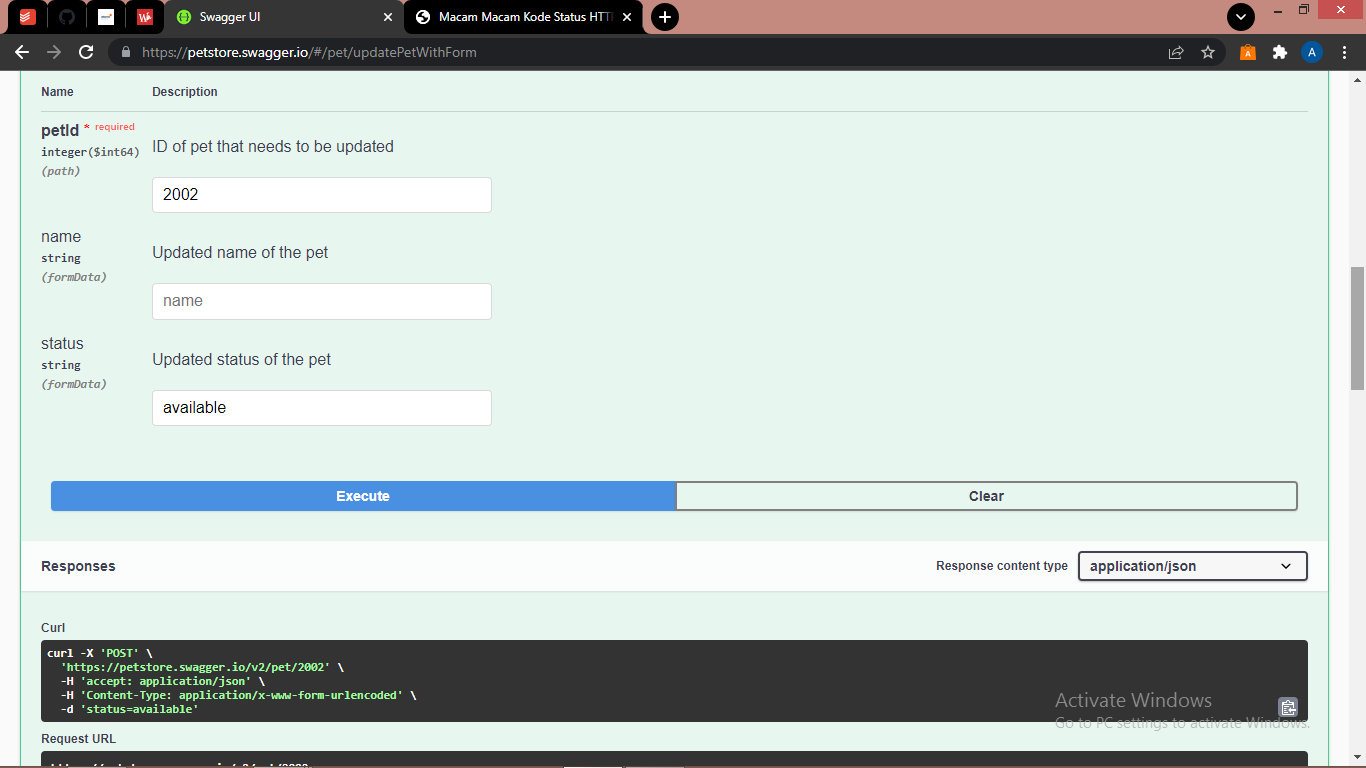 Swagger UI
Macam Macam Kode Status HTT
https://petstore.swagger.io/#/pet/updatePetWithForm
A
A
Name Description
petId * required
integer($int64)
(path)
ID of pet that needs to be updated
2002
name
string
(formData)
Updated name of the pet
name
status
string
(formData)
Updated status of the pet
available
Execute Clear
Responses Response content type application/json
Curl
curl -X 'POST' \
'https://petstore.swagger.io/v2/pet/2002' \
-H 'accept: application/json' \
-H 'Content-Type: application/x-www-form-urlencoded' \
-d 'status=available'
Activate Windows
Go to PC settings to activate Windows.
Request URL